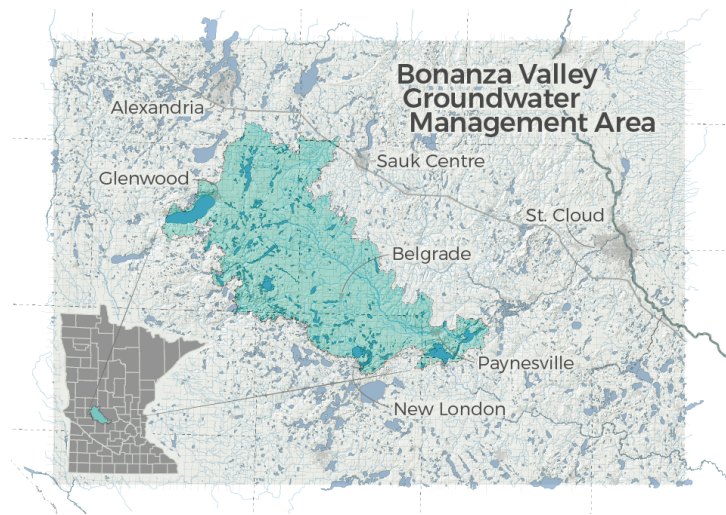 Bonanza Valley
Groundwater
Management Area
Alexandria
Sauk Centre
Glenwood
St. Cloud
Belgrade
Paynesville
New London